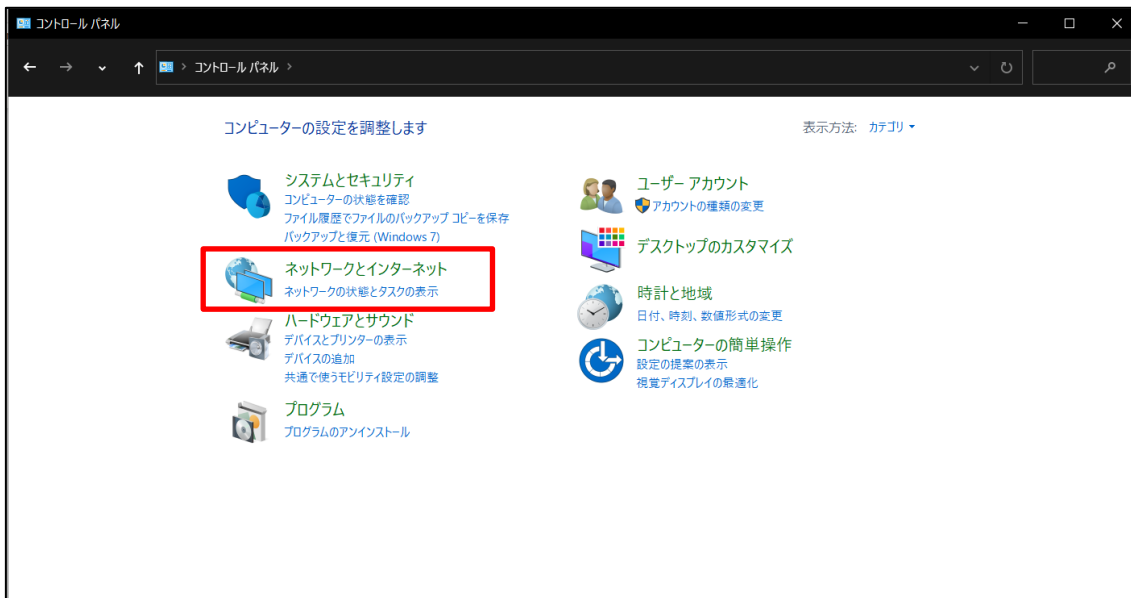 コントロール パネル
コントロール パネル
コンピューターの設定を調整します
表示方法: カテゴリ
システムとセキュリティ
コンピューターの状態を確認
ファイル履歴でファイルのバックアップ コピーを保存
バックアップと復元 (Windows 7)
ネットワークとインターネット
ネットワークの状態とタスクの表示
ハードウェアとサウンド
デバイスとプリンターの表示
デバイスの追加
共通で使うモビリティ設定の調整
プログラム
プログラムのアンインストール
ユーザー アカウント
アカウントの種類の変更
デスクトップのカスタマイズ
時計と地域
日付、時刻、数値形式の変更
コンピューターの簡単操作
設定の提案の表示
視覚ディスプレイの最適化